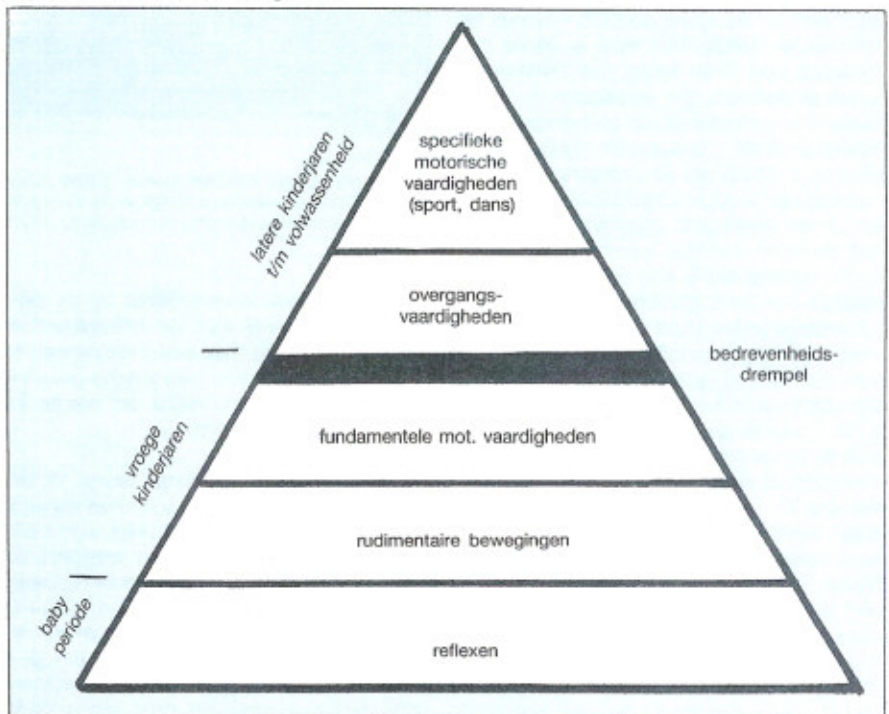 specifieke
motorische
vaardigheden
(sport, dans)
latere kinderjaren
t/m volwassenheid
overgangs-
vaardigheden
bedrevenheids-
drempel
fundamentele mot. vaardigheden
vroege
kinderjaren
rudimentaire bewegingen
baby
periode
reflexen